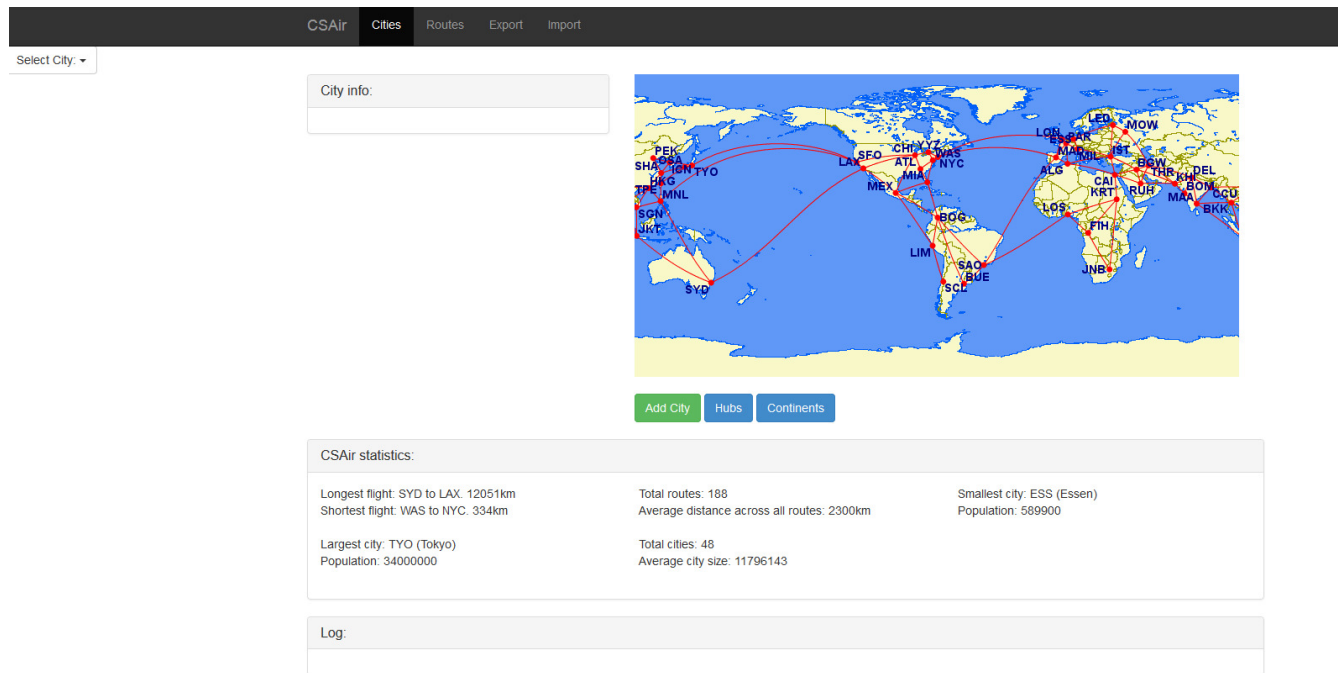 CSAir Cities Routes Export Import
Select City:
City info:
LED
MOW
LON
ESS
PAR
PEK
OSA
SHA
ICN
TYO
LAX
SFO
CHI
YYZ
WAS
ATL
NYC
MAD
MIL
IST
BGW
THR
DEL
KHI
ALG
HKG
TPE
MNL
MEX
MIA
CAI
KRT
RUH
BOM
MAA
CCU
BKK
SGN
JKT
BOG
LOS
FIH
LIM
SAO
BUE
JNB
SCL
SYD
Add City Hubs Continents
CSAir statistics:
Longest flight: SYD to LAX. 12051km
Shortest flight: WAS to NYC. 334km
Largest city: TYO (Tokyo)
Population: 34000000
Total routes: 188
Average distance across all routes: 2300km
Total cities: 48
Average city size: 11796143
Smallest city: ESS (Essen)
Population: 589900
Log: